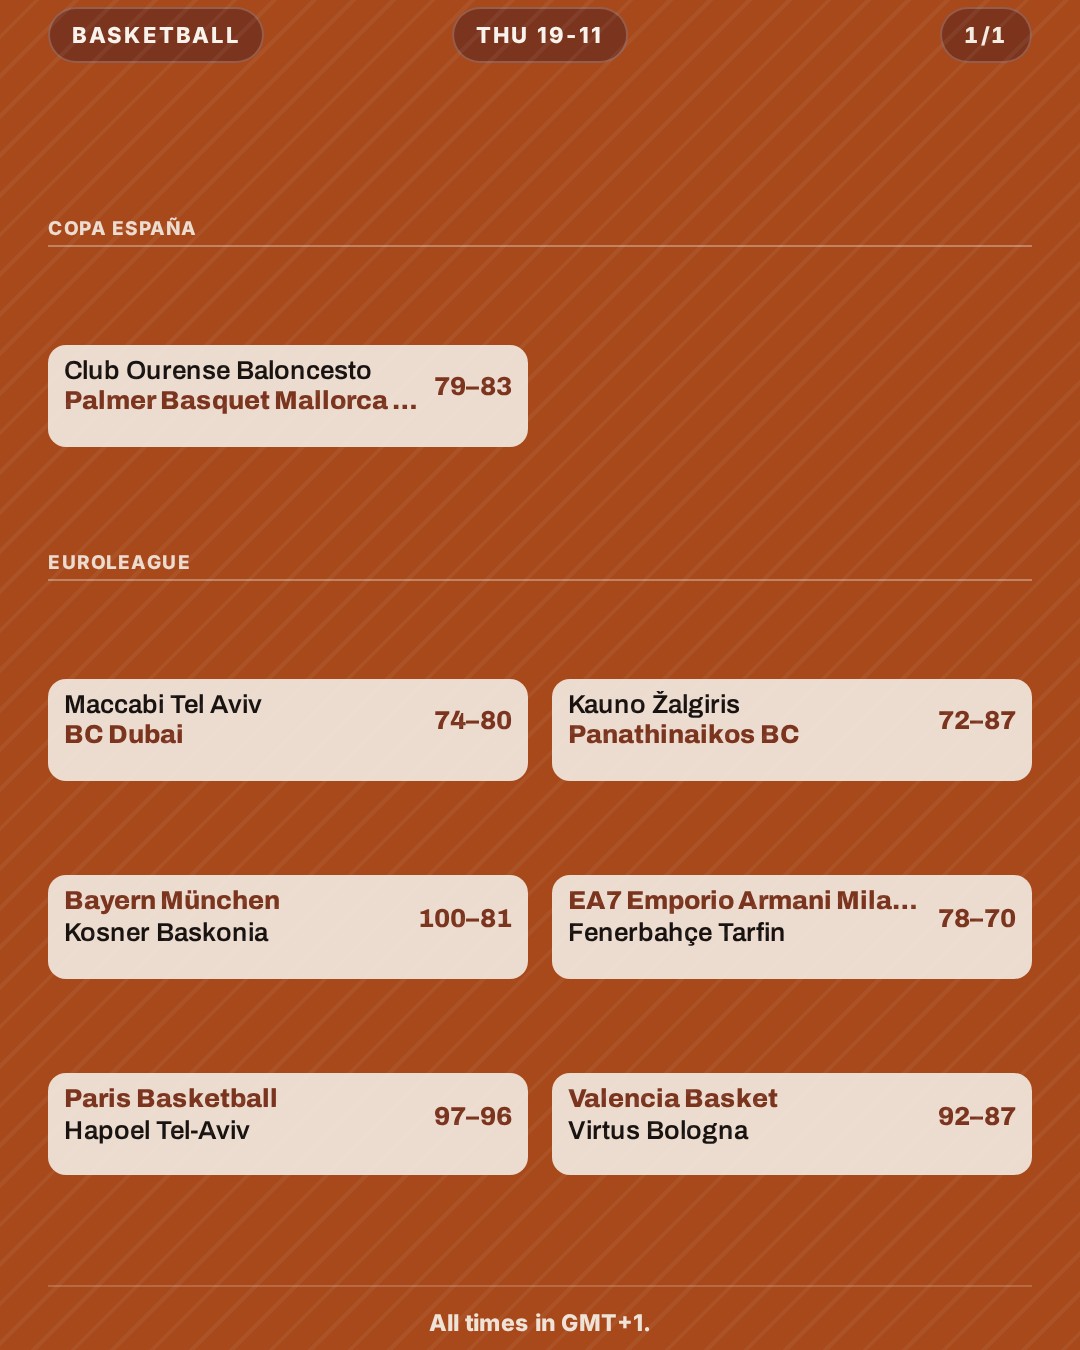 BASKETBALL
THU 19-11
1/1
COPA ESPAÑA
Club Ourense Baloncesto
Palmer Basquet Mallorca...
79–83
EUROLEAGUE
Maccabi Tel Aviv
BC Dubai
74–80
Kauno Žalgiris
Panathinaikos BC
72–87
Bayern München
Kosner Baskonia
100–81
EA7 Emporio Armani Mila...
Fenerbahçe Tarfin
78–70
Paris Basketball
Hapoel Tel-Aviv
97–96
Valencia Basket
Virtus Bologna
92–87
All times in GMT+1.